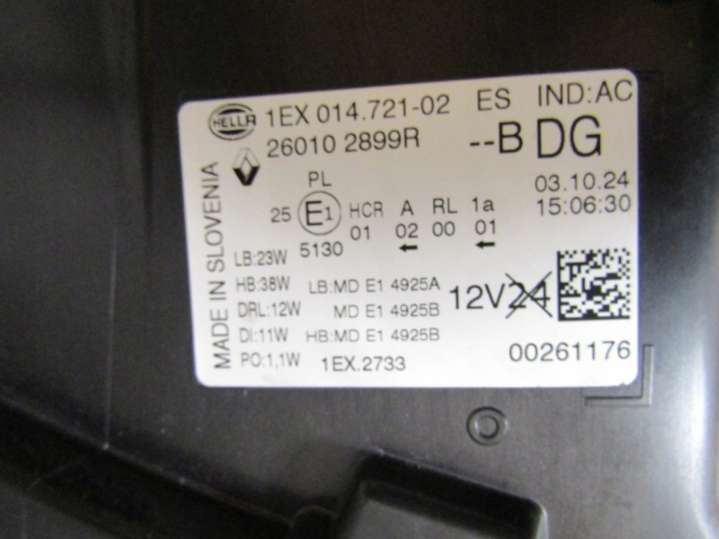 HELLA 1EX 014.721-02 ES IND:AC
26010 2899R --B DG
MADE IN SLOVENIA
PL 03.10.24
25 E1 HCR A RL 1a 15:06:30
01 02 00 01
5130 ← ←
LB:23W
HB:38W LB:MD E1 4925A 12V24
DRL:12W MD E1 4925B
DI:11W HB:MD E1 4925B
PO:1,1W 1EX.2733 00261176